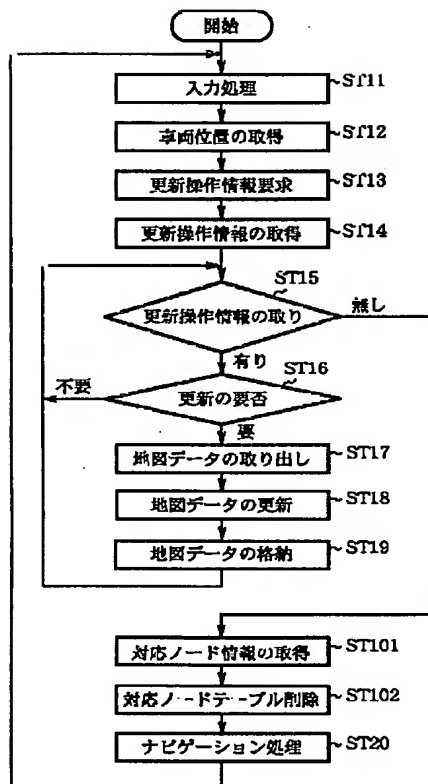 開始
入力処理 ~ST11
車両位置の取得 ~ST12
更新操作情報要求 ~ST13
更新操作情報の取得 ~ST14
ST15
更新操作情報の取り 無し
有り
ST16
不要 更新の要否
要
地図データの取り出し ~ST17
地図データの更新 ~ST18
地図データの格納 ~ST19
対応ノード情報の取得 ~ST101
対応ノードテーブル削除 ~ST102
ナビゲーション処理 ~ST20